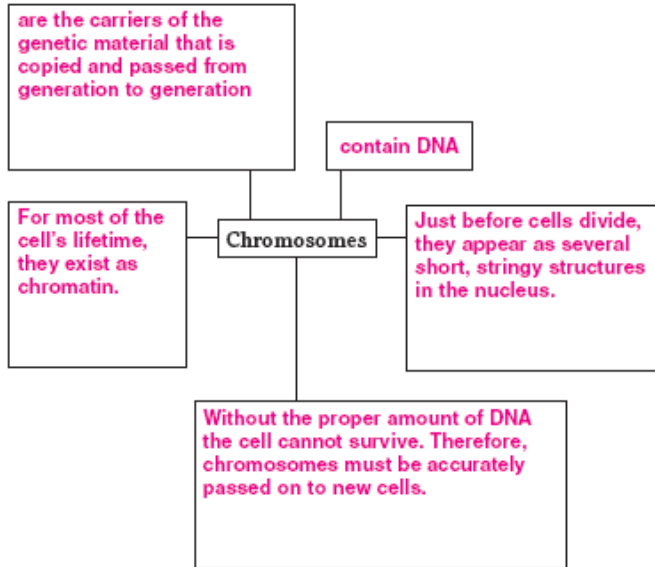 are the carriers of the
genetic material that is
copied and passed from
generation to generation
contain DNA
For most of the
cell's lifetime,
they exist as
chromatin.
Chromosomes
Just before cells divide,
they appear as several
short, stringy structures
in the nucleus.
Without the proper amount of DNA
the cell cannot survive. Therefore,
chromosomes must be accurately
passed on to new cells.